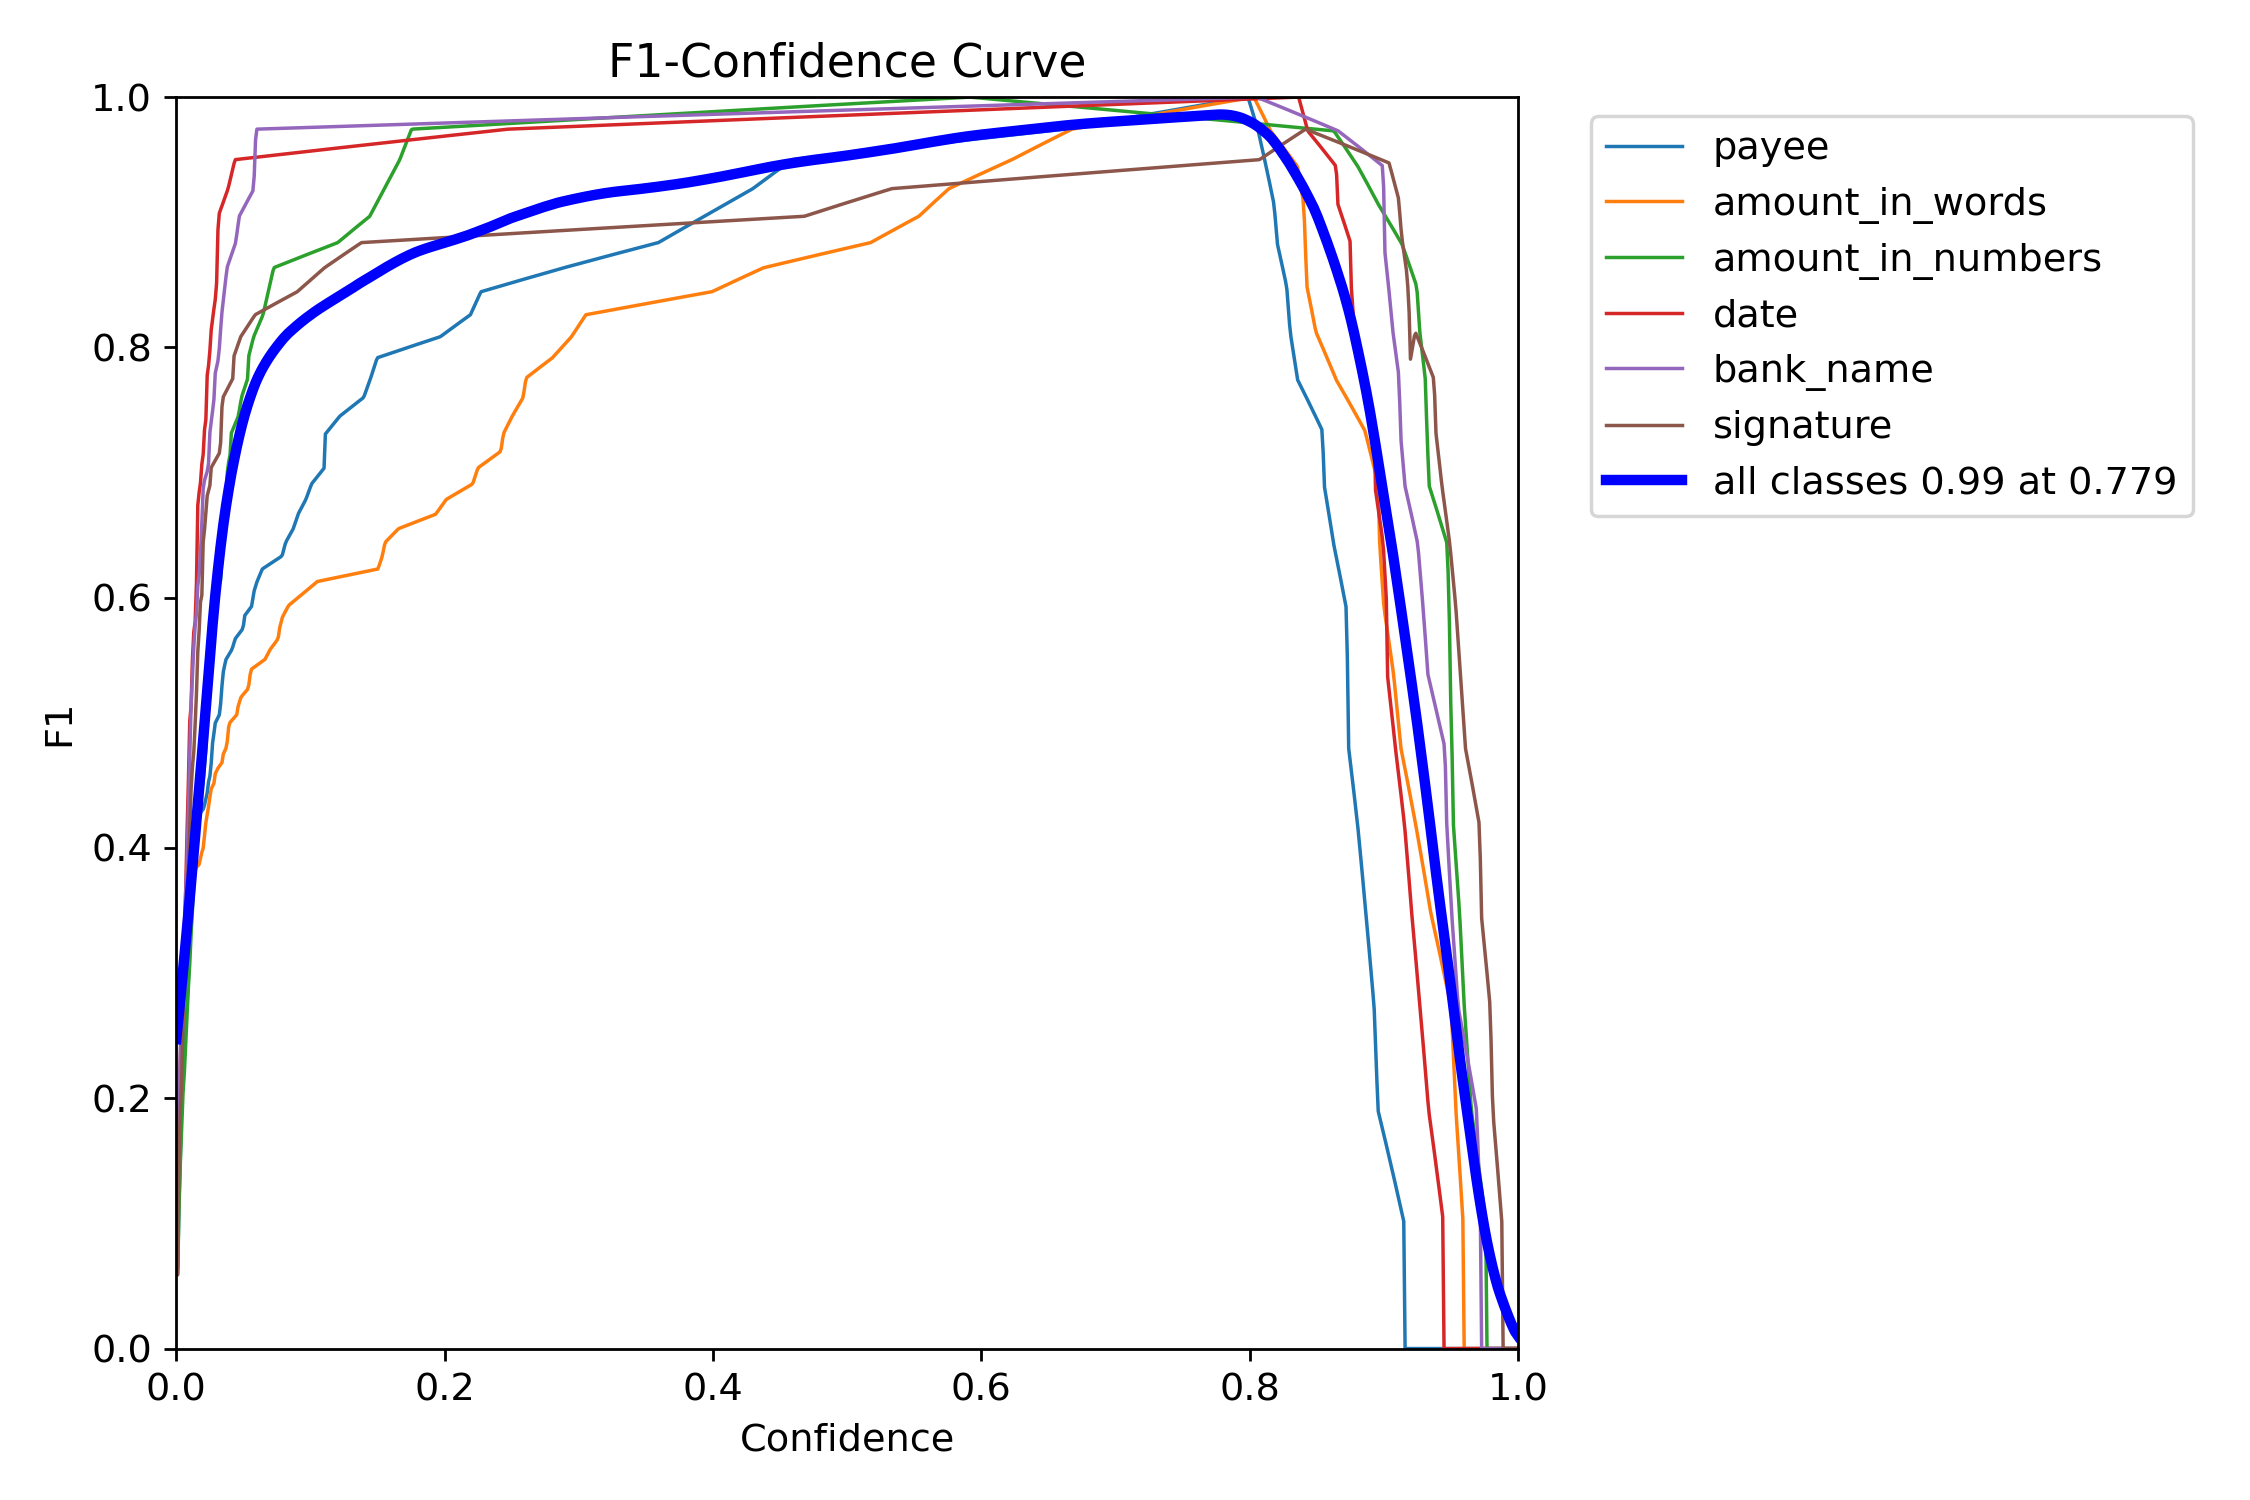 F1-Confidence Curve
1.0
0.8
0.6
0.4
0.2
0.0
F1
0.0 0.2 0.4 0.6 0.8 1.0
Confidence
payee
amount_in_words
amount_in_numbers
date
bank_name
signature
all classes 0.99 at 0.779